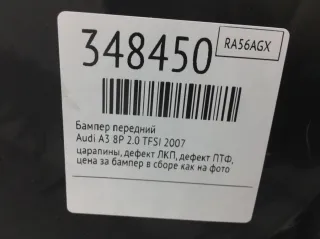 348450
RA56AGX
Бампер передний
Audi A3 8P 2.0 TFSI 2007
царапины, дефект ЛКП, дефект ПТФ,
цена за бампер в сборе как на фото